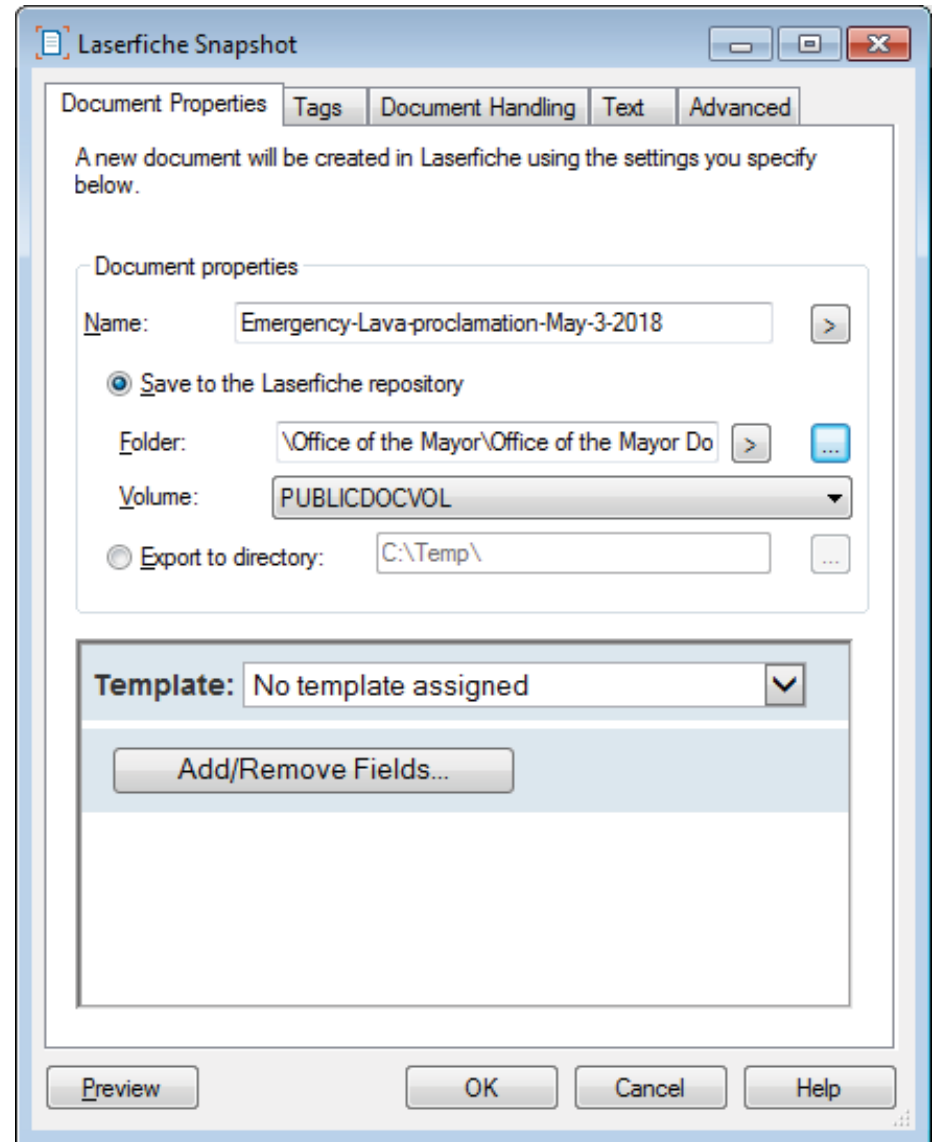 Laserfiche Snapshot
Document Properties Tags Document Handling Text Advanced
A new document will be created in Laserfiche using the settings you specify
below.
Document properties
Name: Emergency-Lava-proclamation-May-3-2018 >
Save to the Laserfiche repository
Folder: \Office of the Mayor\Office of the Mayor Do > ...
Volume: PUBLICDOCVOL
Export to directory: C:\Temp\ ...
Template: No template assigned
Add/Remove Fields...
Preview OK Cancel Help